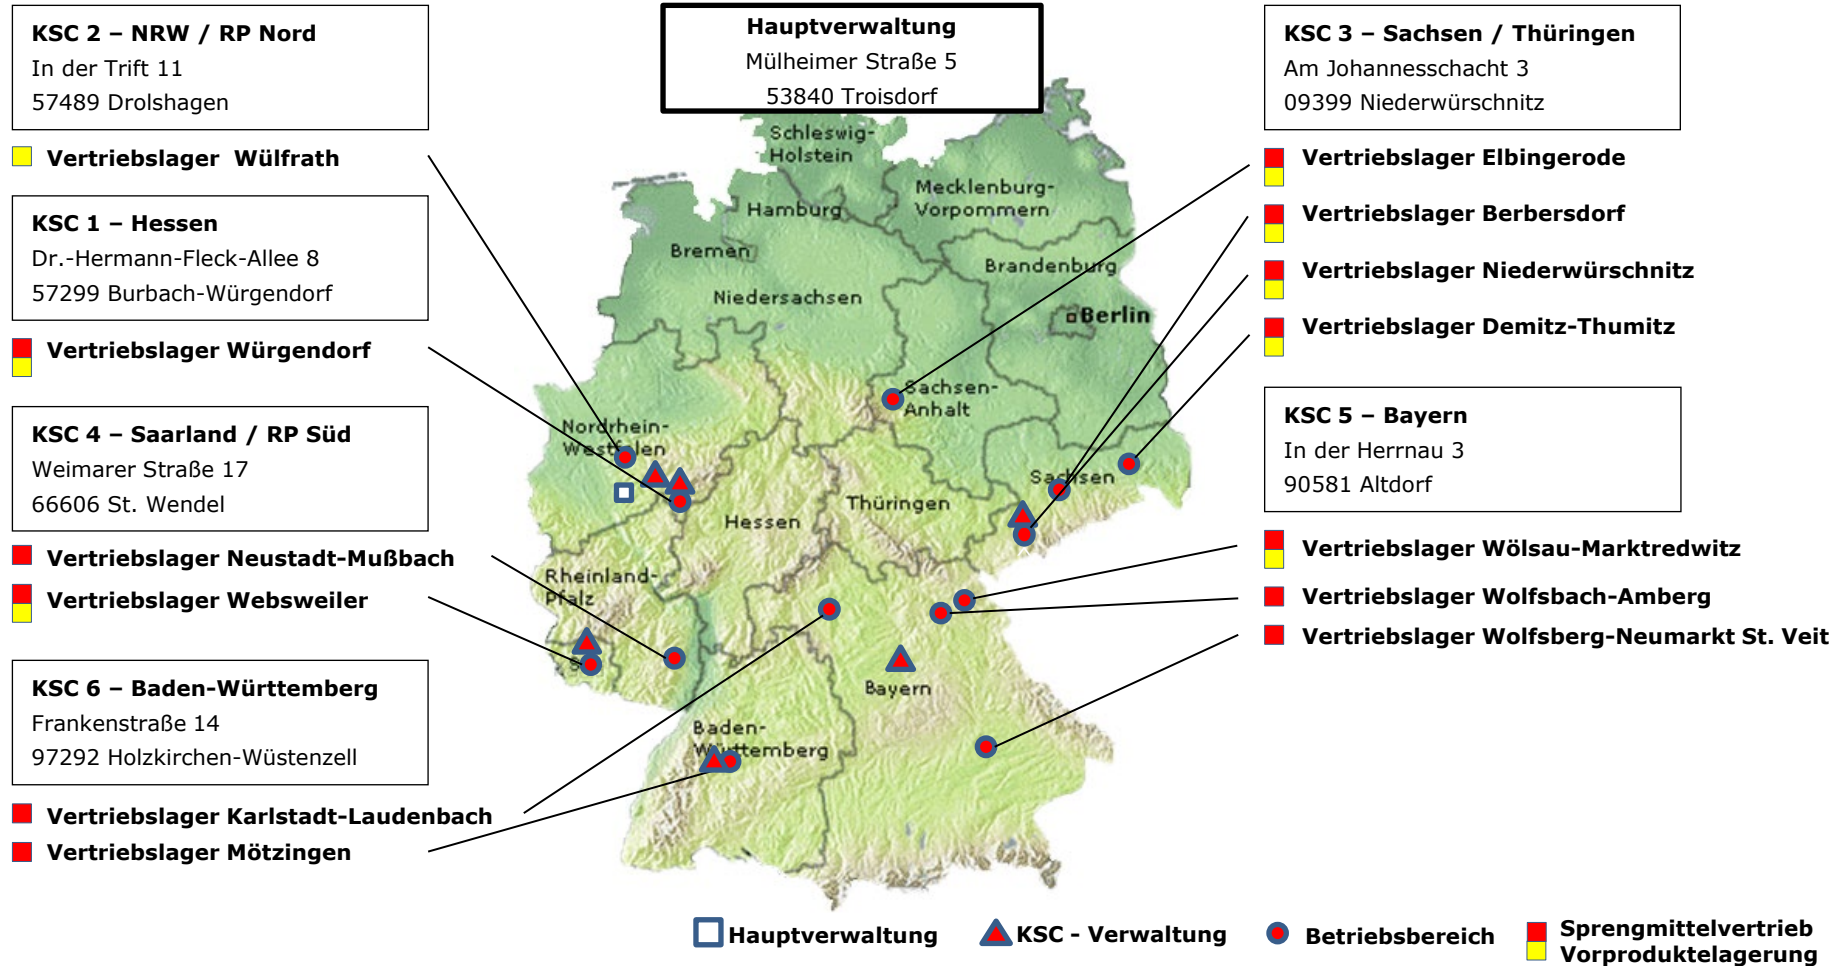 KSC 2 – NRW / RP Nord
In der Trift 11
57489 Drolshagen
Vertriebslager Wülfrath
KSC 1 – Hessen
Dr.-Hermann-Fleck-Allee 8
57299 Burbach-Würgendorf
Vertriebslager Würgendorf
KSC 4 – Saarland / RP Süd
Weimarer Straße 17
66606 St. Wendel
Vertriebslager Neustadt-Mußbach
Vertriebslager Websweiler
KSC 6 – Baden-Württemberg
Frankenstraße 14
97292 Holzkirchen-Wüstenzell
Vertriebslager Karlstadt-Laudenbach
Vertriebslager Mötzingen
Hauptverwaltung
Mülheimer Straße 5
53840 Troisdorf
Schleswig-
Holstein
Mecklenburg-
Vorpommern
Hamburg
Bremen
Brandenburg
Niedersachsen
Berlin
Sachsen-
Anhalt
Nordrhein-
Westfalen
Sachsen
Thüringen
Hessen
Rheinland-
Pfalz
Bayern
Baden-
Württemberg
KSC 3 – Sachsen / Thüringen
Am Johannesschacht 3
09399 Niederwürschnitz
Vertriebslager Elbingerode
Vertriebslager Berbersdorf
Vertriebslager Niederwürschnitz
Vertriebslager Demitz-Thumitz
KSC 5 – Bayern
In der Herrnau 3
90581 Altdorf
Vertriebslager Wölsau-Marktredwitz
Vertriebslager Wolfsbach-Amberg
Vertriebslager Wolfsberg-Neumarkt St. Veit
Hauptverwaltung
KSC - Verwaltung
Betriebsbereich
Sprengmittelvertrieb
Vorproduktelagerung